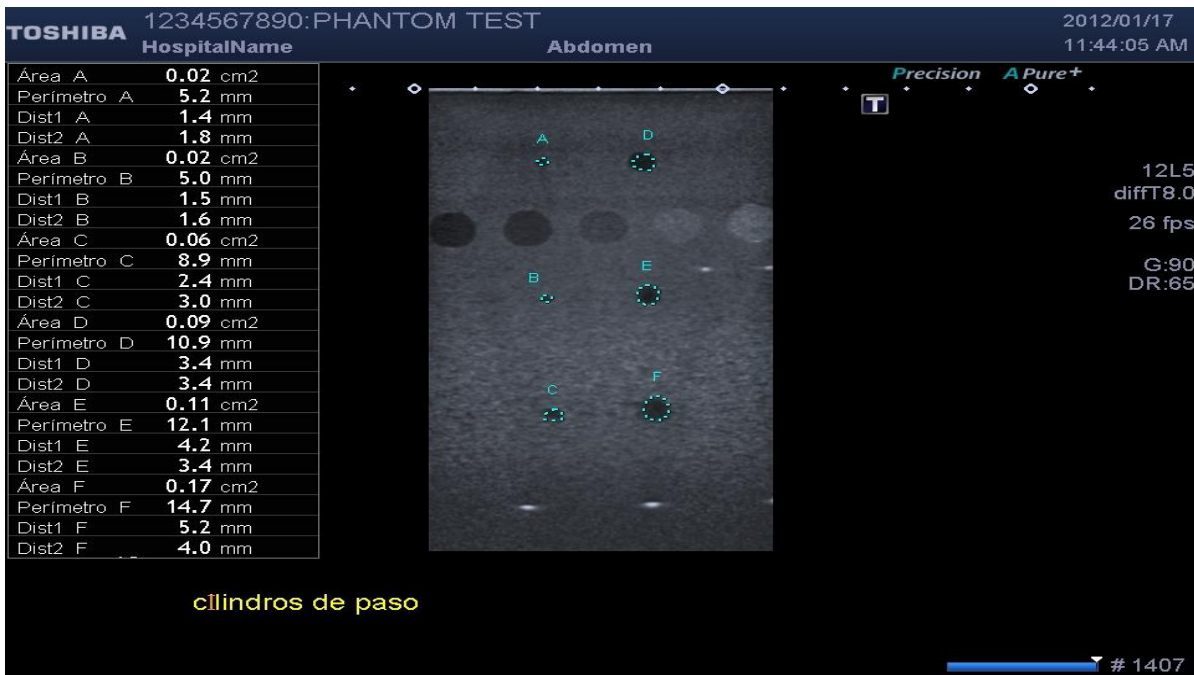 TOSHIBA
1234567890:PHANTOM TEST
HospitalName
Abdomen
2012/01/17
11:44:05 AM
Área A 0.02 cm2
Perímetro A 5.2 mm
Dist1 A 1.4 mm
Dist2 A 1.8 mm
Área B 0.02 cm2
Perímetro B 5.0 mm
Dist1 B 1.5 mm
Dist2 B 1.6 mm
Área C 0.06 cm2
Perímetro C 8.9 mm
Dist1 C 2.4 mm
Dist2 C 3.0 mm
Área D 0.09 cm2
Perímetro D 10.9 mm
Dist1 D 3.4 mm
Dist2 D 3.4 mm
Área E 0.11 cm2
Perímetro E 12.1 mm
Dist1 E 4.2 mm
Dist2 E 3.4 mm
Área F 0.17 cm2
Perímetro F 14.7 mm
Dist1 F 5.2 mm
Dist2 F 4.0 mm
Precision APure+
T
A
D
B
E
C
F
12L5
diffT8.0
26 fps
G:90
DR:65
cilindros de paso
# 1407